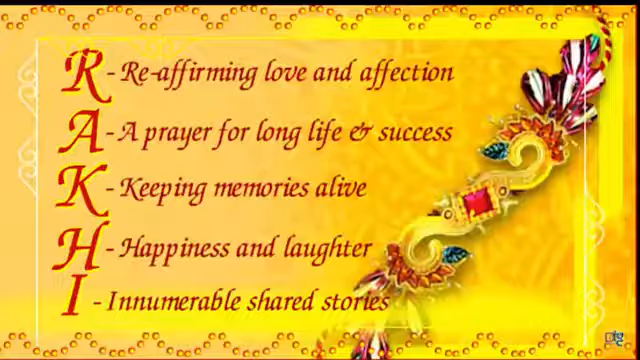 R - Re-affirming love and affection
A - A prayer for long life & success
K - Keeping memories alive
H - Happiness and laughter
I - Innumerable shared stories